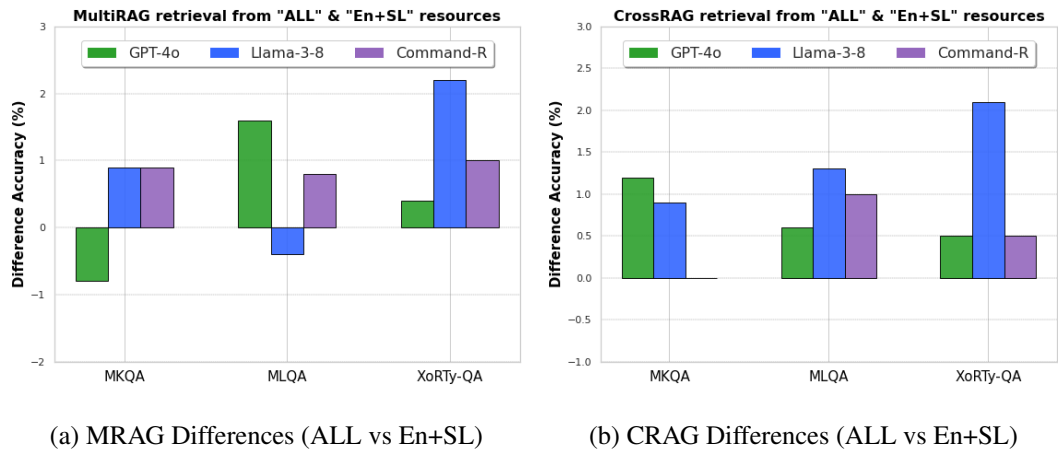 MultiRAG retrieval from "ALL" & "En+SL" resources
GPT-4o Llama-3-8 Command-R
Difference Accuracy (%)
3
2
1
0
−1
−2
MKQA MLQA XoRTy-QA
(a) MRAG Differences (ALL vs En+SL)
CrossRAG retrieval from "ALL" & "En+SL" resources
GPT-4o Llama-3-8 Command-R
Difference Accuracy (%)
3.0
2.5
2.0
1.5
1.0
0.5
0.0
−0.5
−1.0
MKQA MLQA XoRTy-QA
(b) CRAG Differences (ALL vs En+SL)